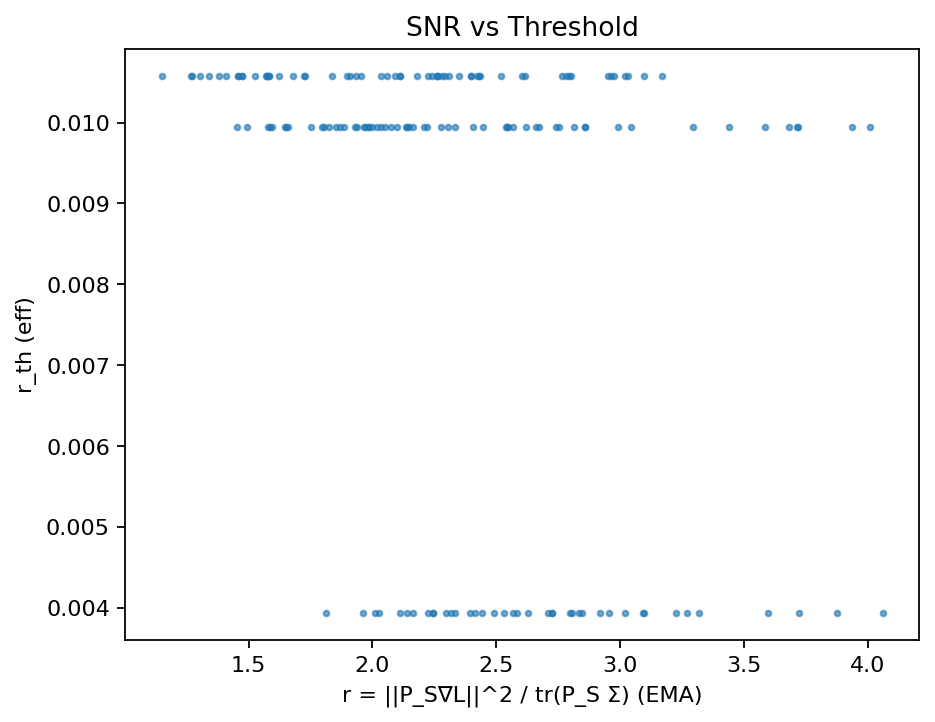 SNR vs Threshold
0.010
0.009
0.008
0.007
0.006
0.005
0.004
r_th (eff)
1.5 2.0 2.5 3.0 3.5 4.0
r = ||P_S∇L||^2 / tr(P_S Σ) (EMA)